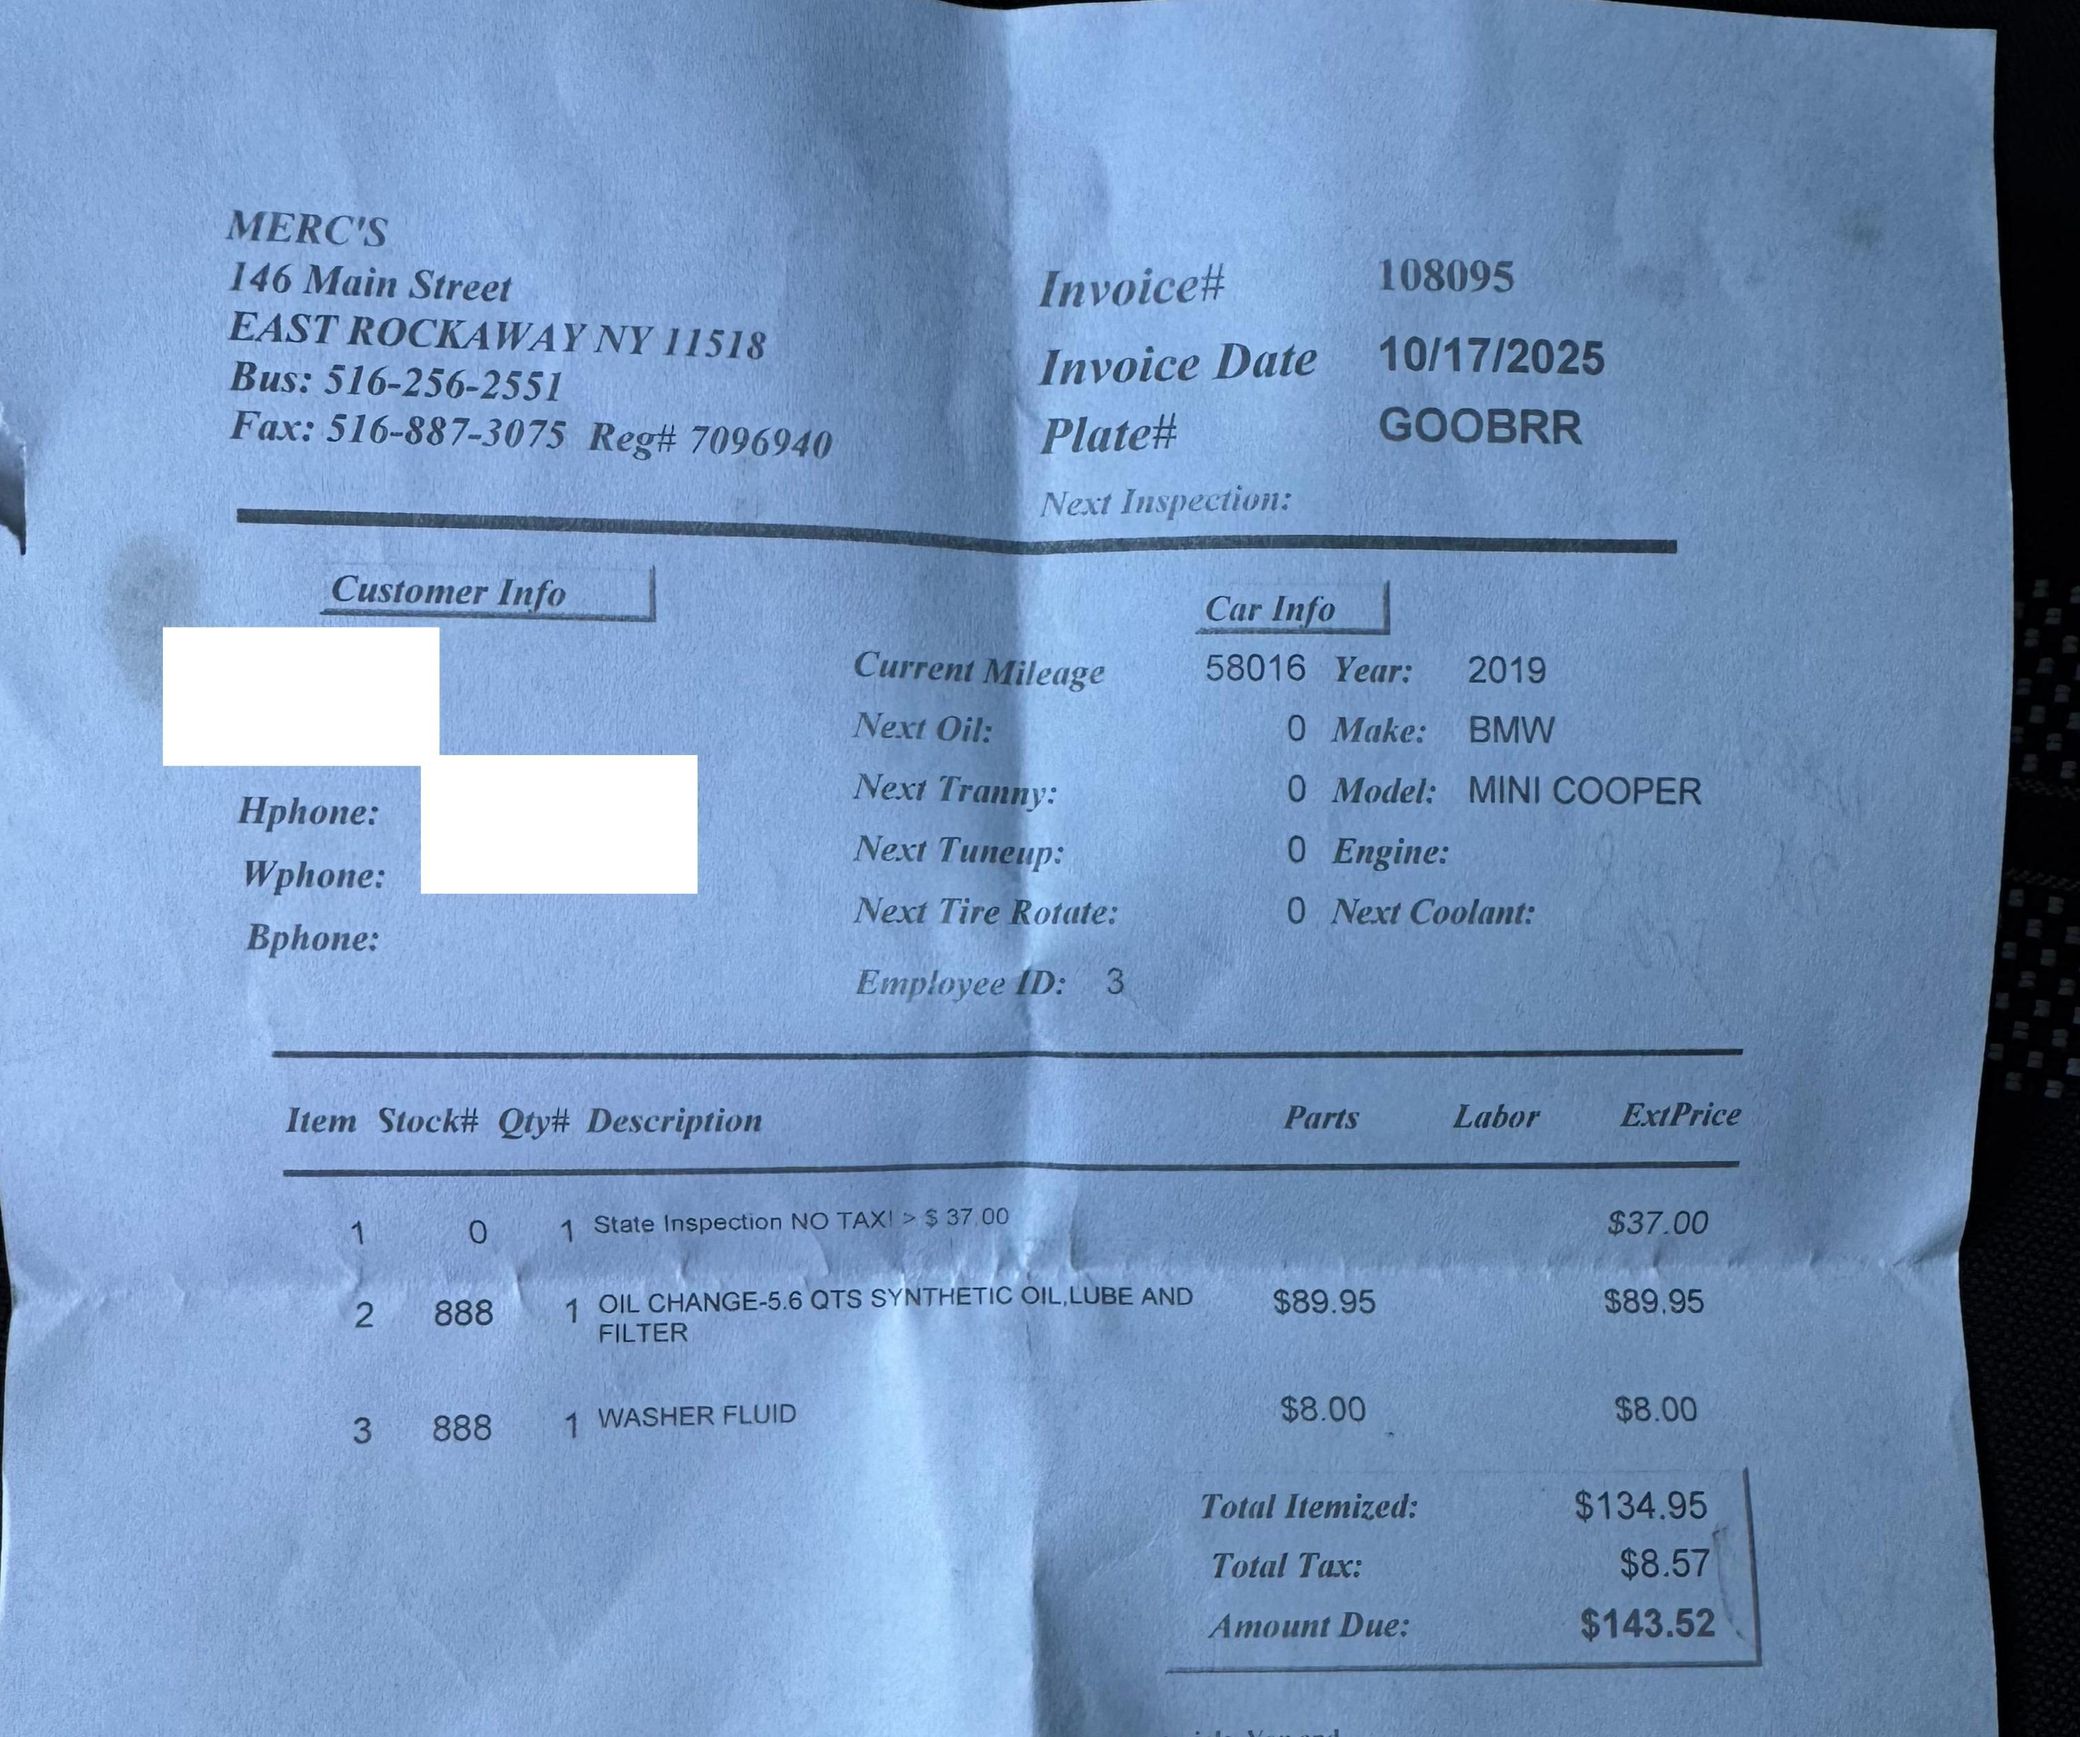 MERC'S
146 Main Street
EAST ROCKAWAY NY 11518
Bus: 516-256-2551
Fax: 516-887-3075 Reg# 7096940
Invoice# 108095
Invoice Date 10/17/2025
Plate# GOOBRR
Next Inspection:
Customer Info
Hphone:
Wphone:
Bphone:
Car Info
Current Mileage 58016 Year: 2019
Next Oil: 0 Make: BMW
Next Tranny: 0 Model: MINI COOPER
Next Tuneup: 0 Engine:
Next Tire Rotate: 0 Next Coolant:
Employee ID: 3
Item Stock# Qty# Description Parts Labor ExtPrice
1 0 1 State Inspection NO TAX! > $ 37.00 $37.00
2 888 1 OIL CHANGE-5.6 QTS SYNTHETIC OIL,LUBE AND $89.95 $89.95
FILTER
3 888 1 WASHER FLUID $8.00 $8.00
Total Itemized: $134.95
Total Tax: $8.57
Amount Due: $143.52